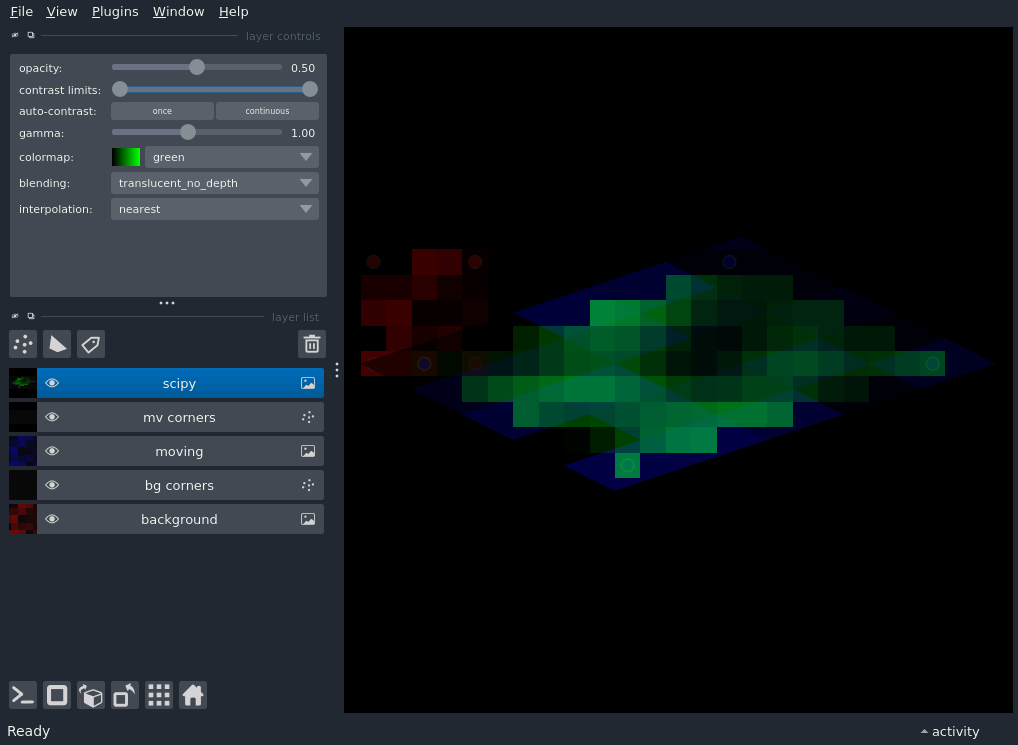 File View Plugins Window Help
layer controls
opacity: 0.50
contrast limits:
auto-contrast: once continuous
gamma: 1.00
colormap: green
blending: translucent_no_depth
interpolation: nearest
layer list
scipy
mv corners
moving
bg corners
background
Ready
activity